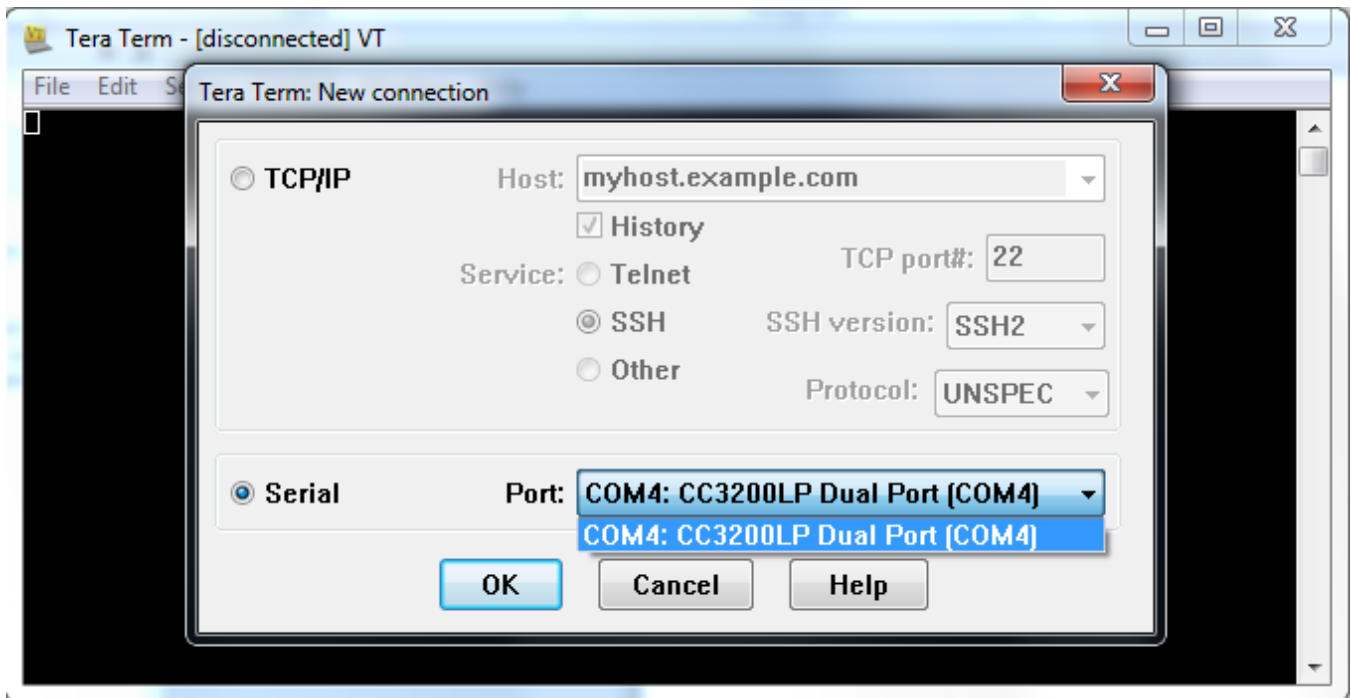 Tera Term - [disconnected] VT
File Edit Se
Tera Term: New connection
TCP/IP Host: myhost.example.com
History
Service: Telnet TCP port#: 22
SSH SSH version: SSH2
Other Protocol: UNSPEC
Serial Port: COM4: CC3200LP Dual Port (COM4)
COM4: CC3200LP Dual Port (COM4)
OK Cancel Help